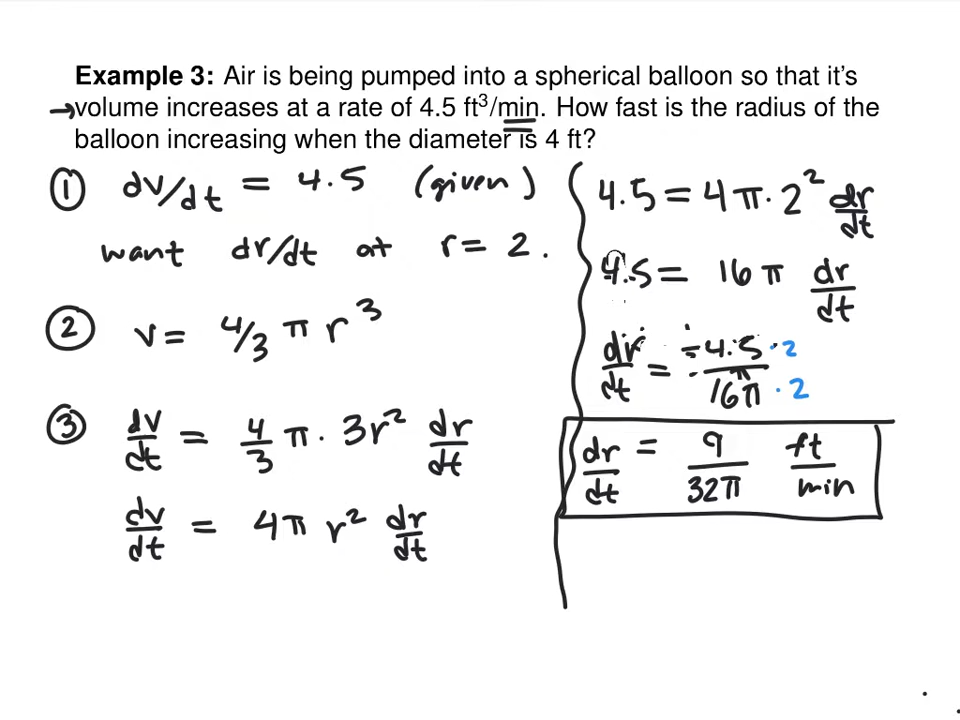 Example 3: Air is being pumped into a spherical balloon so that it's
volume increases at a rate of 4.5 ft³/min. How fast is the radius of the
balloon increasing when the diameter is 4 ft?
① dv/dt = 4.5 (given)
want dr/dt at r = 2.
② v = 4/3 π r³
③ dv/dt = 4/3 π · 3r² dr/dt
dv/dt = 4π r² dr/dt
4.5 = 4π · 2² dr/dt
4.5 = 16π dr/dt
dr/dt = 4.5 · 2 / 16π · 2
dr/dt = 9/32π ft/min